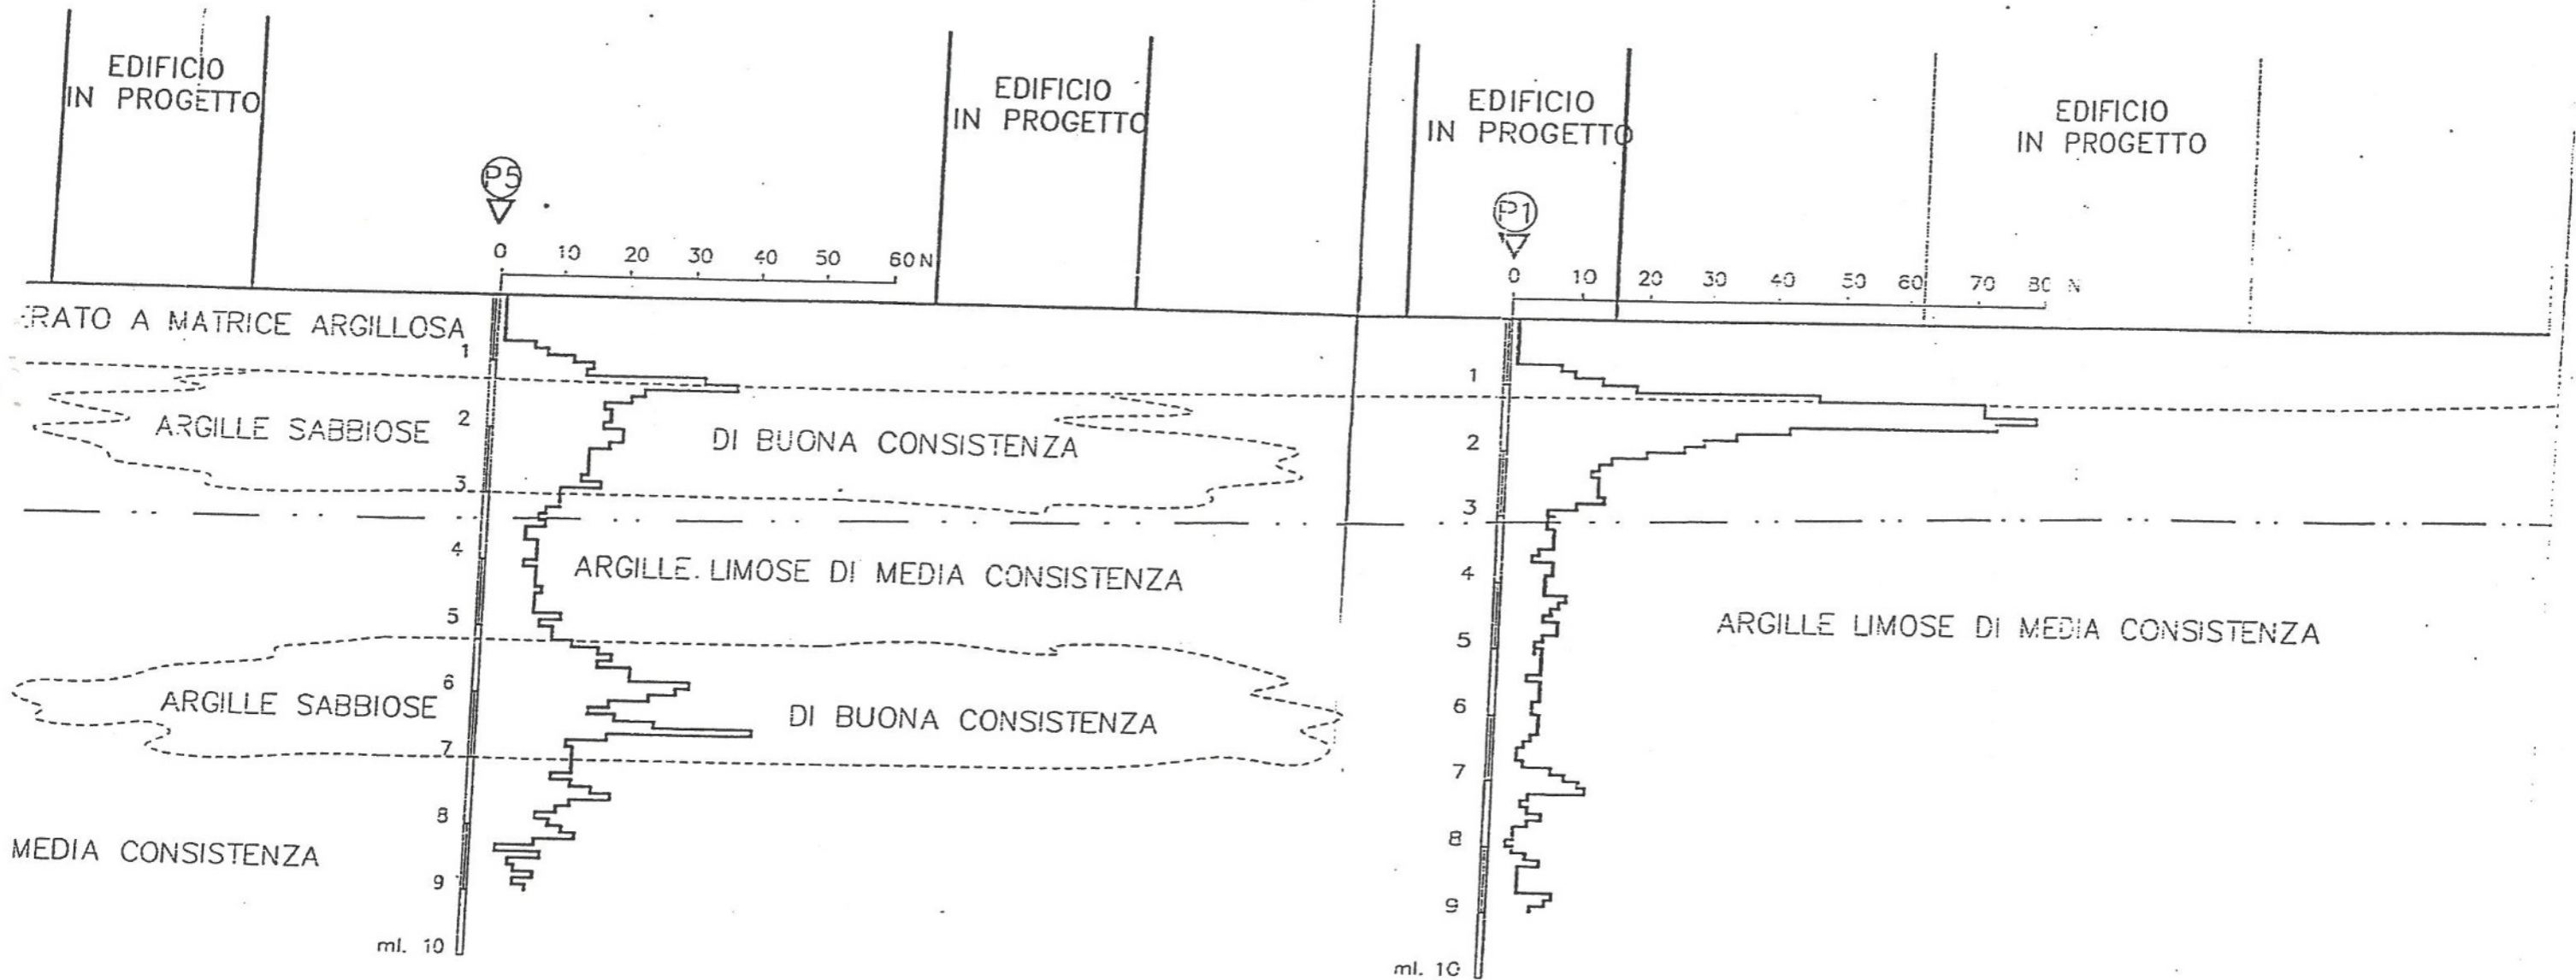 EDIFICIO
IN PROGETTO
EDIFICIO
IN PROGETTO
EDIFICIO
IN PROGETTO
EDIFICIO
IN PROGETTO
P5
P1
0 10 20 30 40 50 60 N
0 10 20 30 40 50 60 70 80 N
ERATO A MATRICE ARGILLOSA
1
2
3
4
5
6
7
8
9
ml. 10
ARGILLE SABBIOSE
DI BUONA CONSISTENZA
ARGILLE LIMOSE DI MEDIA CONSISTENZA
ARGILLE SABBIOSE
DI BUONA CONSISTENZA
MEDIA CONSISTENZA
1
2
3
4
5
6
7
8
9
ml. 10
ARGILLE LIMOSE DI MEDIA CONSISTENZA